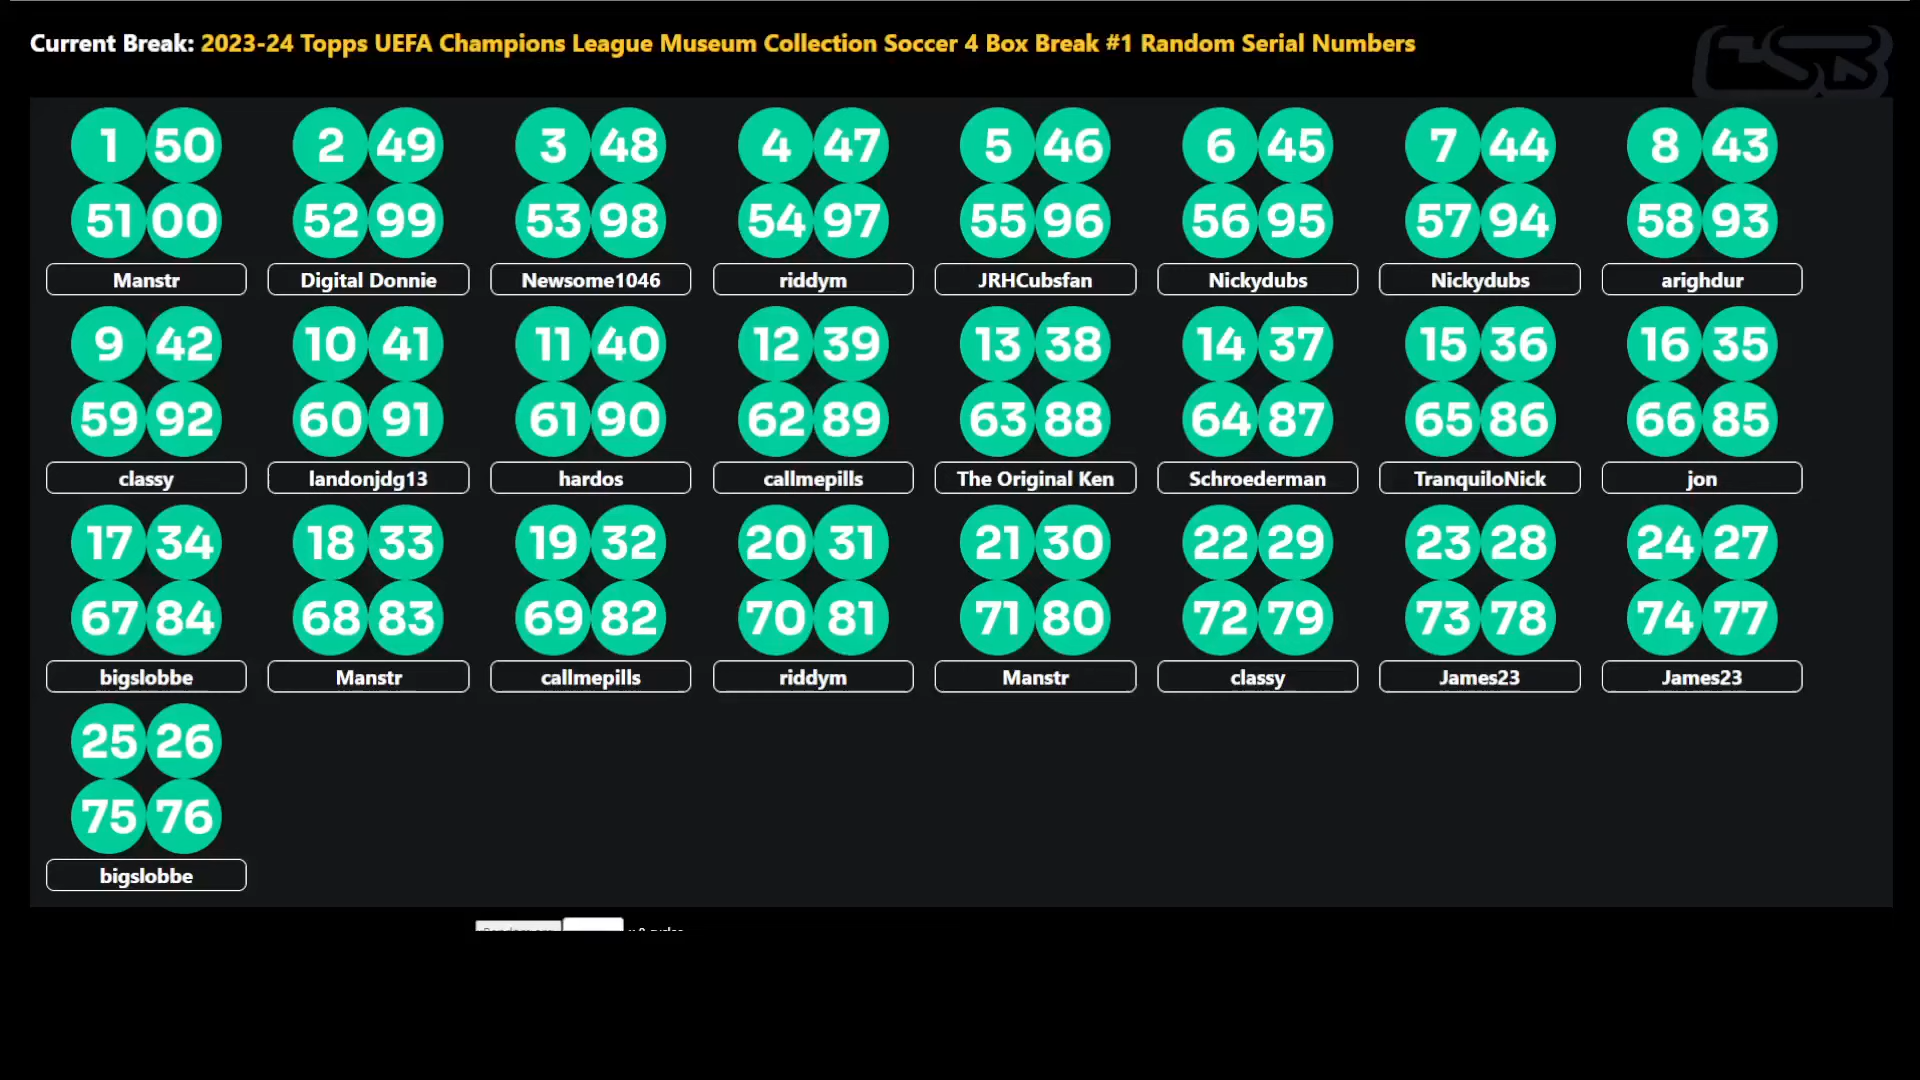 Current Break: 2023-24 Topps UEFA Champions League Museum Collection Soccer 4 Box Break #1 Random Serial Numbers
1 50 2 49 3 48 4 47 5 46 6 45 7 44 8 43
51 00 52 99 53 98 54 97 55 96 56 95 57 94 58 93
Manstr Digital Donnie Newsome1046 riddym JRHCubsfan Nickydubs Nickydubs arighdur
9 42 10 41 11 40 12 39 13 38 14 37 15 36 16 35
59 92 60 91 61 90 62 89 63 88 64 87 65 86 66 85
classy landonjdg13 hardos callmepills The Original Ken Schroederman TranquiloNick jon
17 34 18 33 19 32 20 31 21 30 22 29 23 28 24 27
67 84 68 83 69 82 70 81 71 80 72 79 73 78 74 77
bigslobbe Manstr callmepills riddym Manstr classy James23 James23
25 26
75 76
bigslobbe